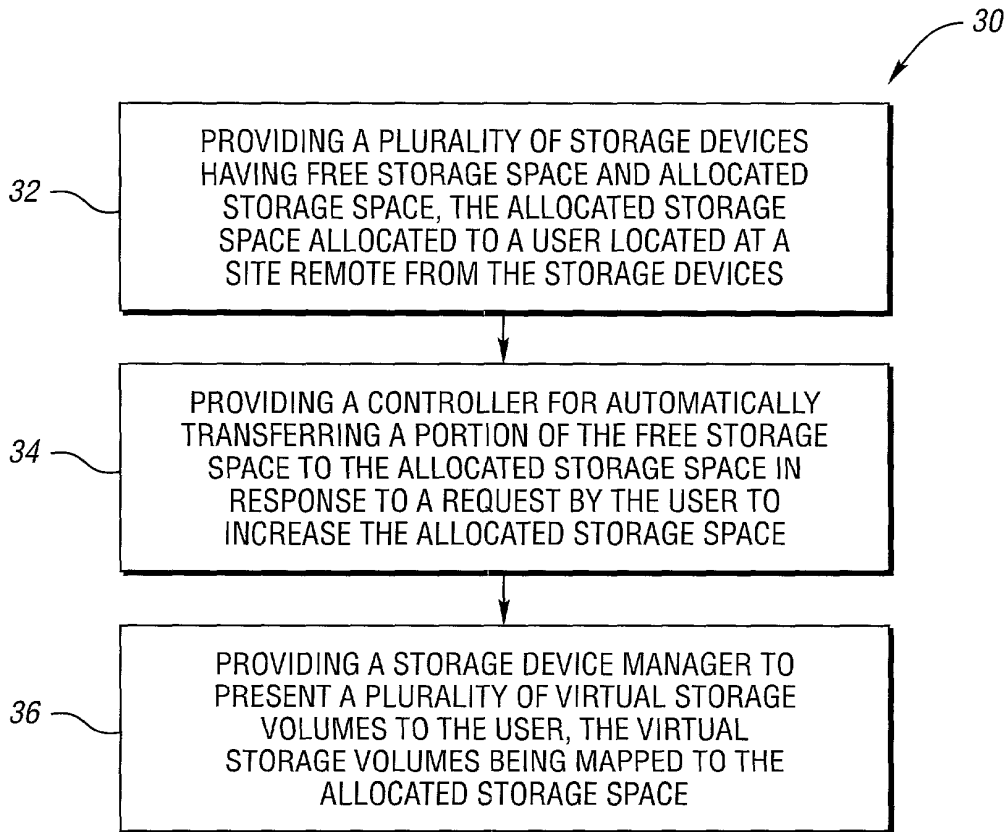 30
32
PROVIDING A PLURALITY OF STORAGE DEVICES
HAVING FREE STORAGE SPACE AND ALLOCATED
STORAGE SPACE, THE ALLOCATED STORAGE
SPACE ALLOCATED TO A USER LOCATED AT A
SITE REMOTE FROM THE STORAGE DEVICES
34
PROVIDING A CONTROLLER FOR AUTOMATICALLY
TRANSFERRING A PORTION OF THE FREE STORAGE
SPACE TO THE ALLOCATED STORAGE SPACE IN
RESPONSE TO A REQUEST BY THE USER TO
INCREASE THE ALLOCATED STORAGE SPACE
36
PROVIDING A STORAGE DEVICE MANAGER TO
PRESENT A PLURALITY OF VIRTUAL STORAGE
VOLUMES TO THE USER, THE VIRTUAL
STORAGE VOLUMES BEING MAPPED TO THE
ALLOCATED STORAGE SPACE